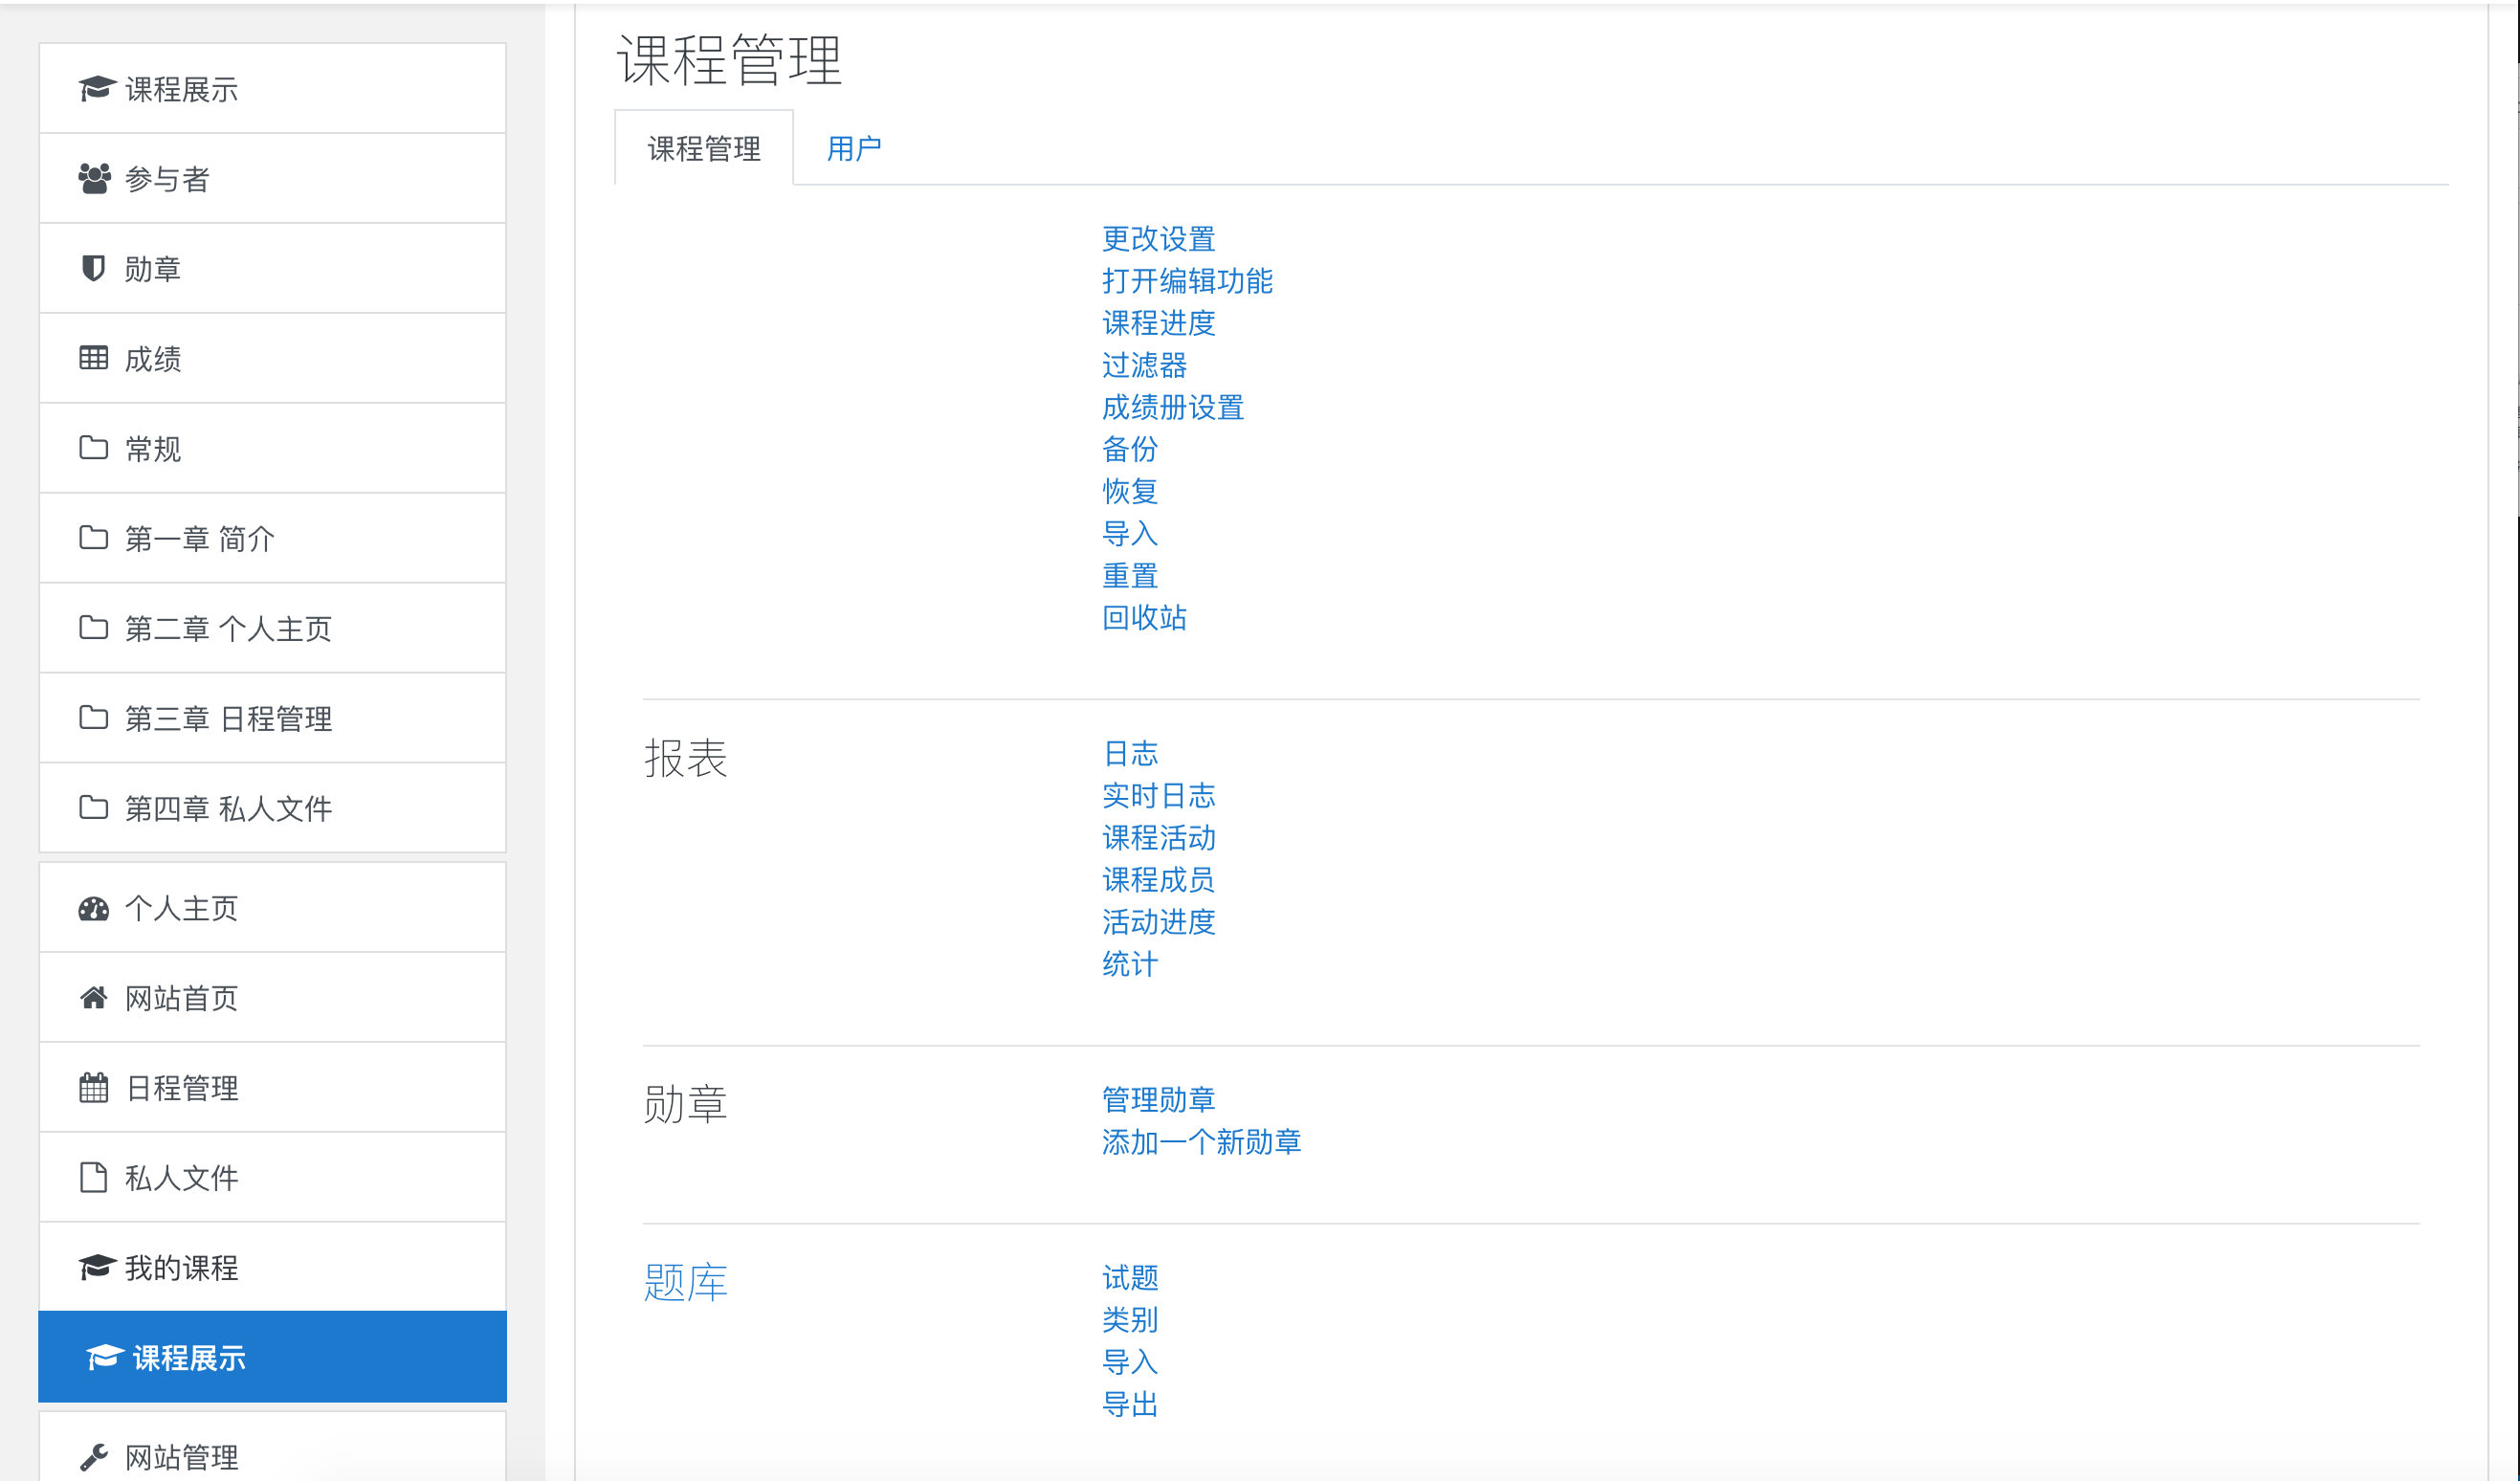 课程展示
参与者
勋章
成绩
常规
第一章 简介
第二章 个人主页
第三章 日程管理
第四章 私人文件
个人主页
网站首页
日程管理
私人文件
我的课程
课程展示
网站管理
课程管理
课程管理 用户
更改设置
打开编辑功能
课程进度
过滤器
成绩册设置
备份
恢复
导入
重置
回收站
报表
日志
实时日志
课程活动
课程成员
活动进度
统计
勋章
管理勋章
添加一个新勋章
题库
试题
类别
导入
导出